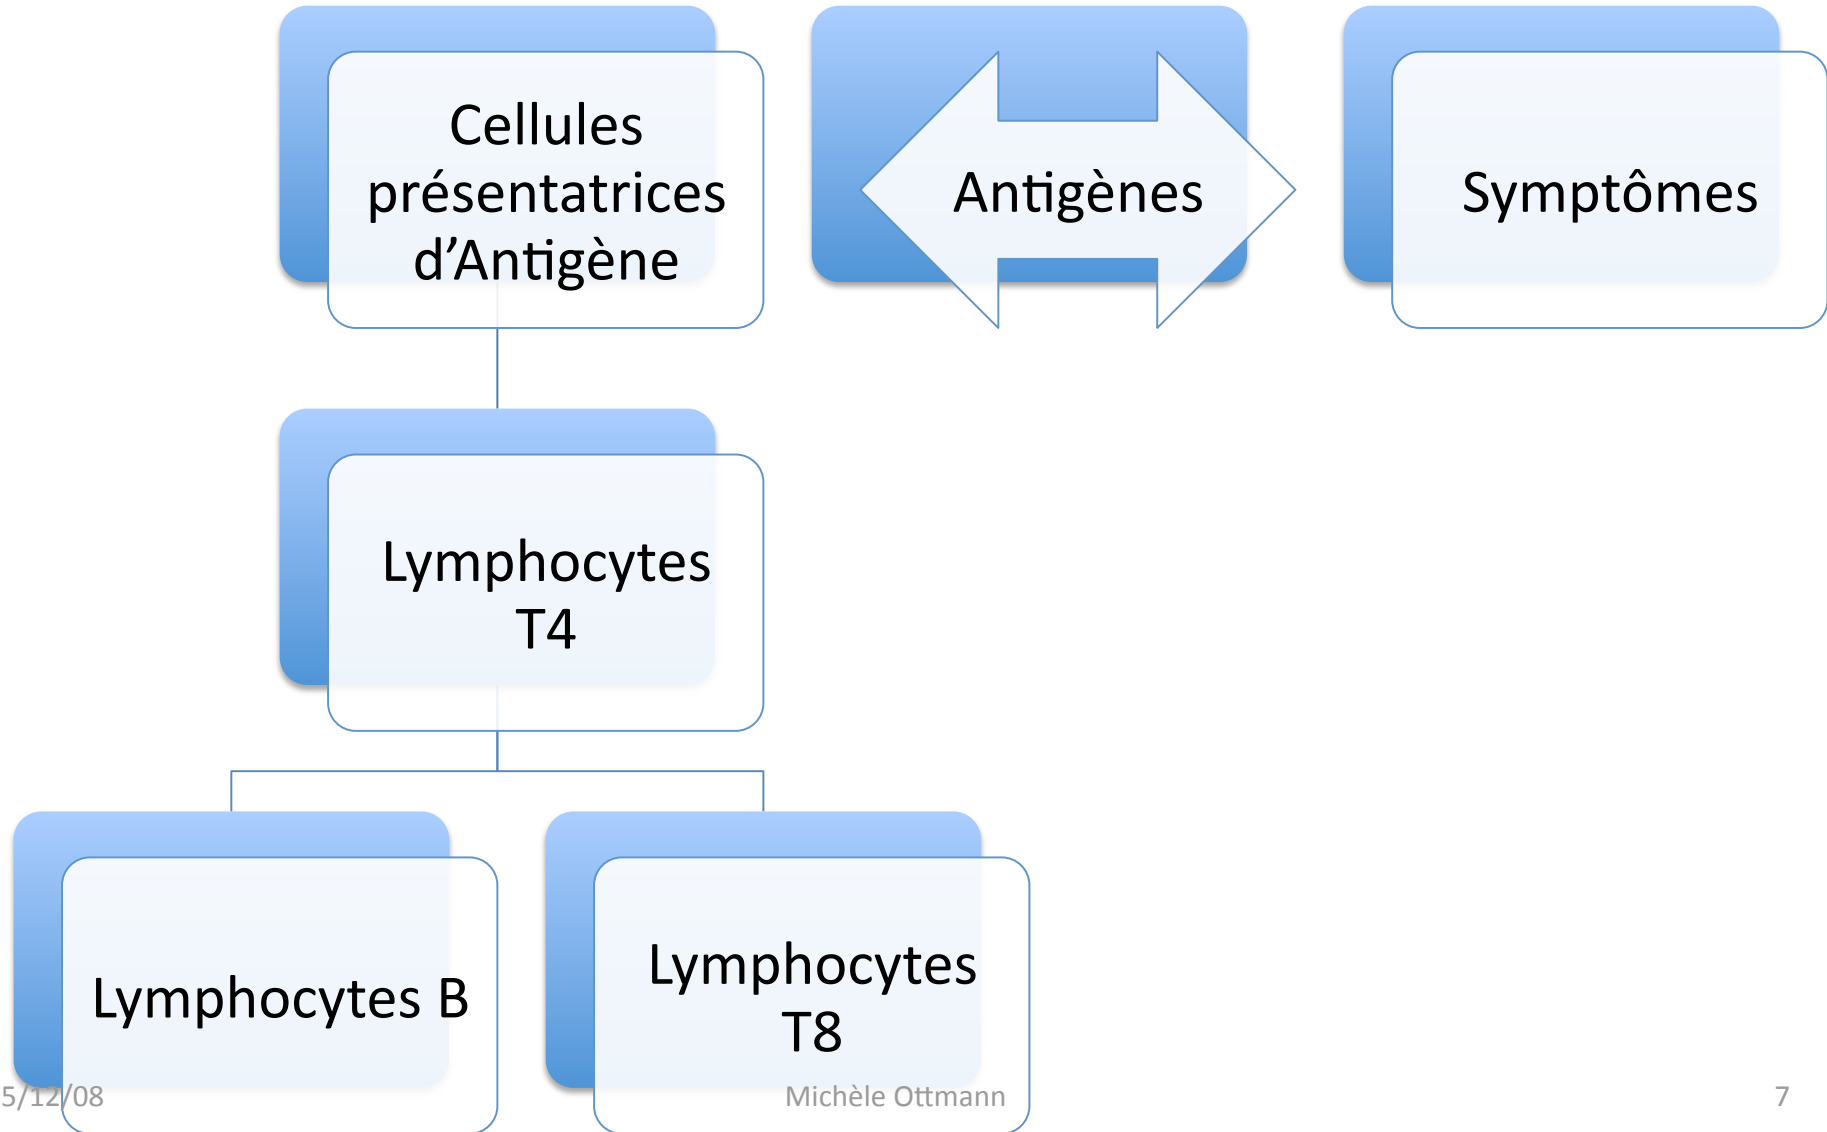 Cellules
présentatrices
d’Antigène
Antigènes
Symptômes
Lymphocytes
T4
Lymphocytes B
Lymphocytes
T8
5/12/08
Michèle Ottmann
7